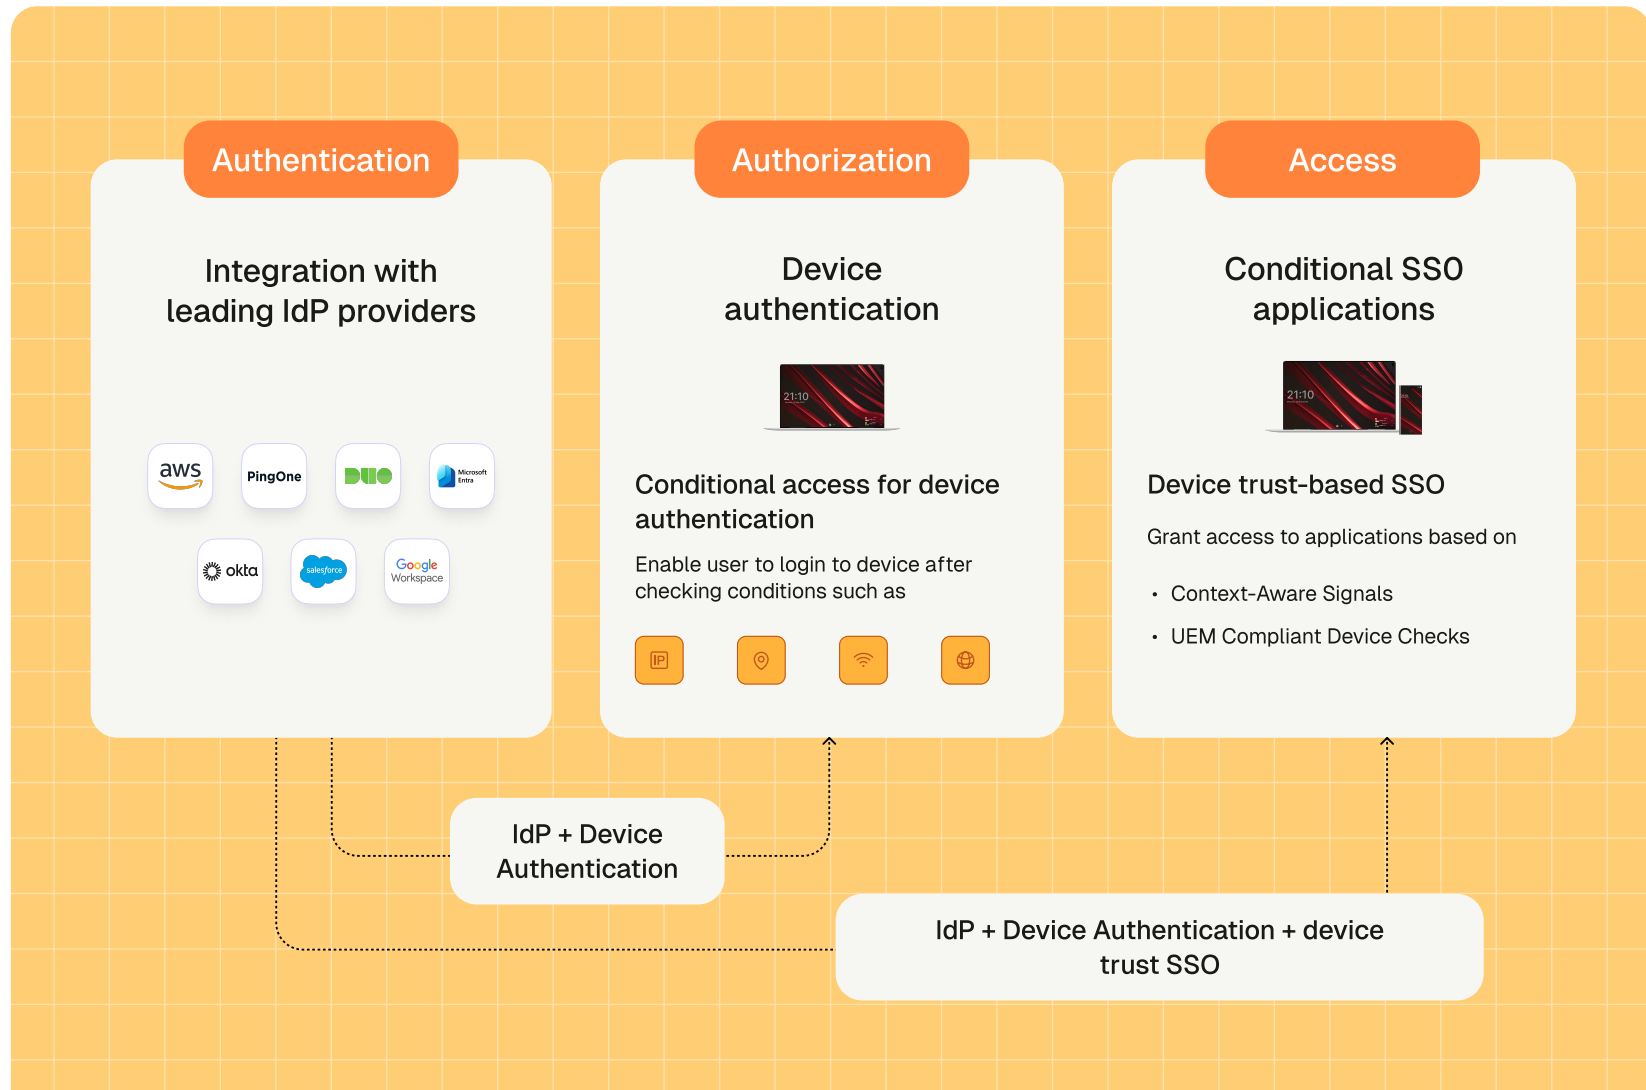 Authentication
Integration with
leading IdP providers
aws
PingOne
DUO
Microsoft
Entra
okta
salesforce
Google
Workspace
Authorization
Device
authentication
21:10
Conditional access for device
authentication
Enable user to login to device after
checking conditions such as
IP
Access
Conditional SSO
applications
21:10
Device trust-based SSO
Grant access to applications based on
• Context-Aware Signals
• UEM Compliant Device Checks
IdP + Device
Authentication
IdP + Device Authentication + device
trust SSO